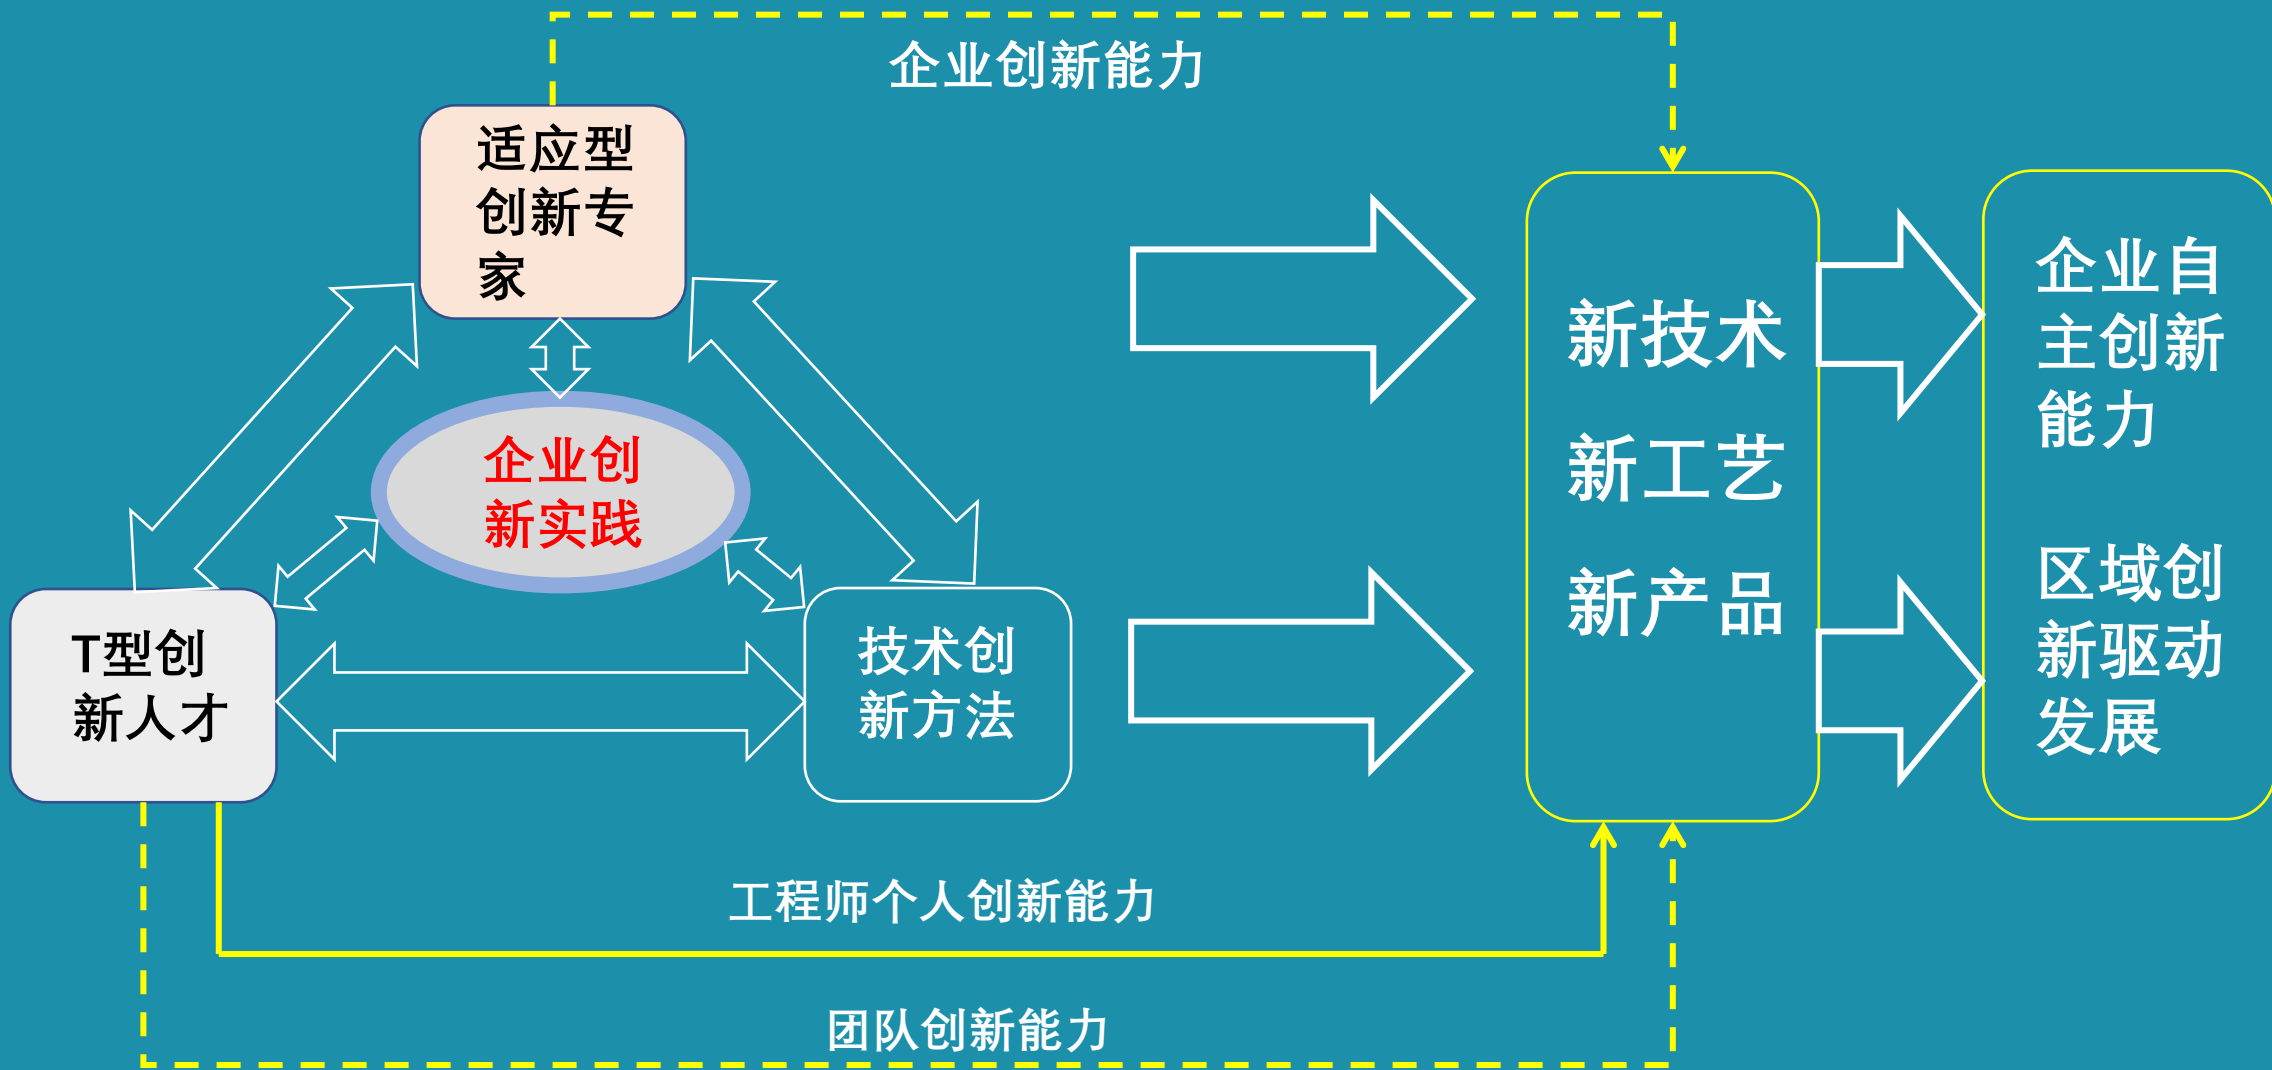 企业创新能力
适应型
创新专
家
企业创
新实践
T型创
新人才
技术创
新方法
新技术
新工艺
新产品
企业自
主创新
能力
区域创
新驱动
发展
工程师个人创新能力
团队创新能力